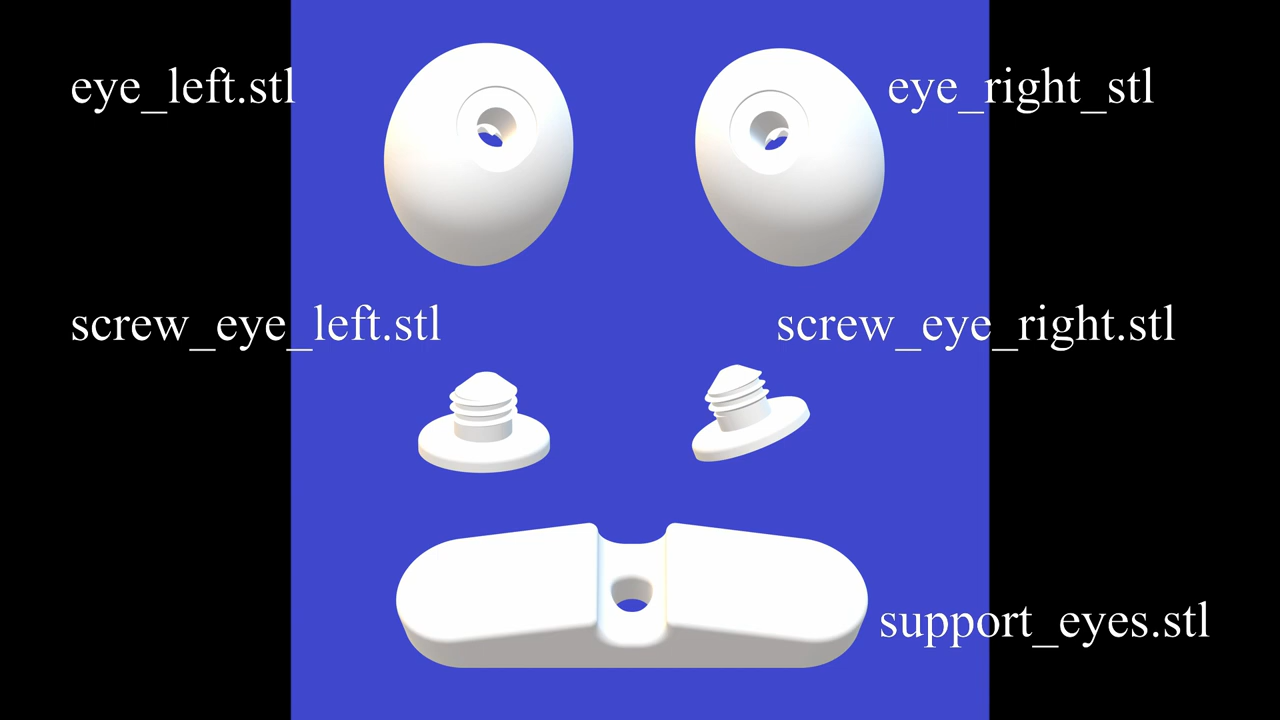 eye_left.stl
eye_right_stl
screw_eye_left.stl
screw_eye_right.stl
support_eyes.stl